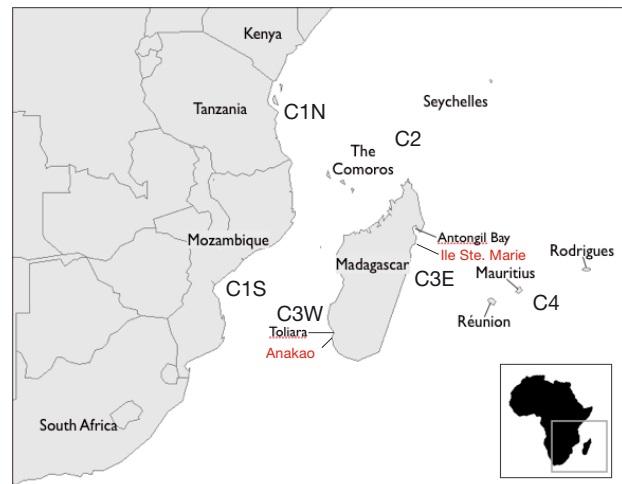 Kenya
Tanzania
C1N
Seychelles
C2
The
Comoros
Mozambique
Antongil Bay
Ile Ste. Marie
Madagascar
C3E
Rodrigues
Mauritius
C1S
C4
C3W
Réunion
Toliara
Anakao
South Africa